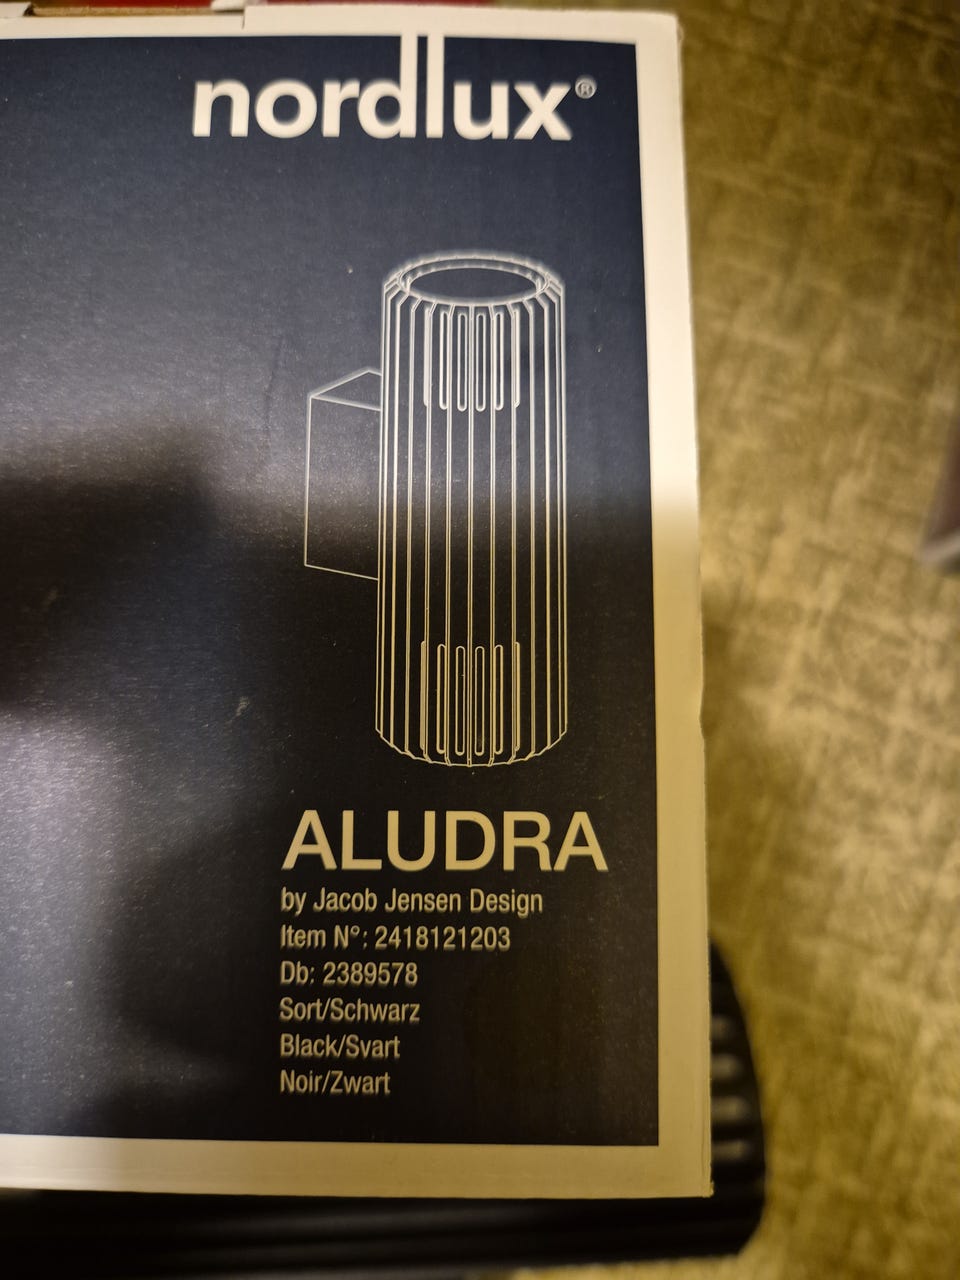 nordlux®
ALUDRA
by Jacob Jensen Design
Item N°: 2418121203
Db: 2389578
Sort/Schwarz
Black/Svart
Noir/Zwart